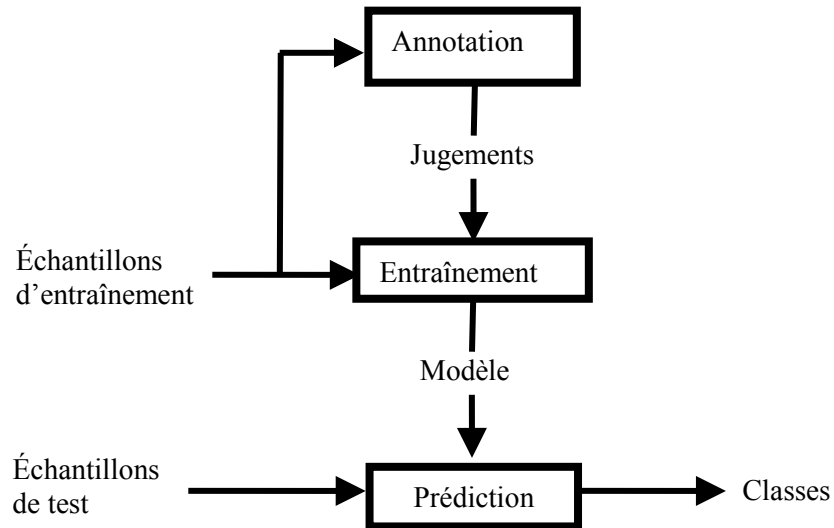 Annotation
Jugements
Échantillons
d’entraînement
Entraînement
Modèle
Échantillons
de test
Prédiction
Classes